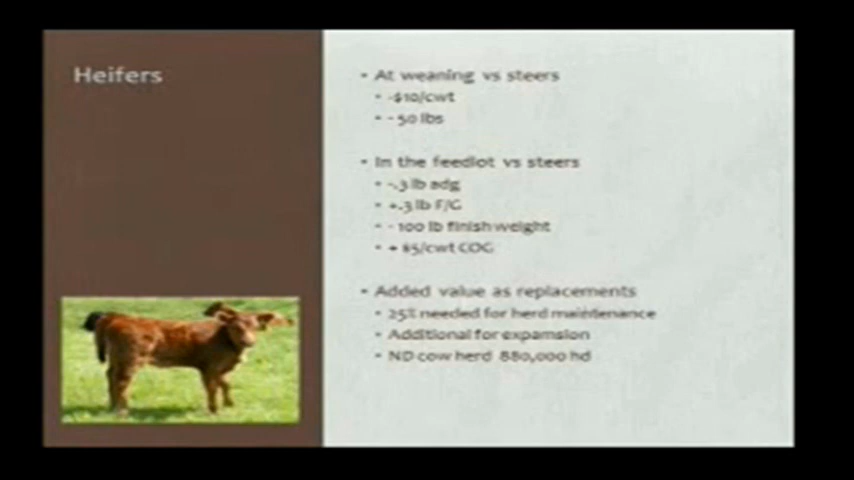 Heifers
At weaning vs steers
-$10/cwt
- 50 lbs
In the feedlot vs steers
-.3 lb adg
+.3 lb F/G
- 100 lb finish weight
+ $5/cwt COG
Added value as replacements
25% needed for herd maintenance
Additional for expansion
ND cow herd 880,000 hd